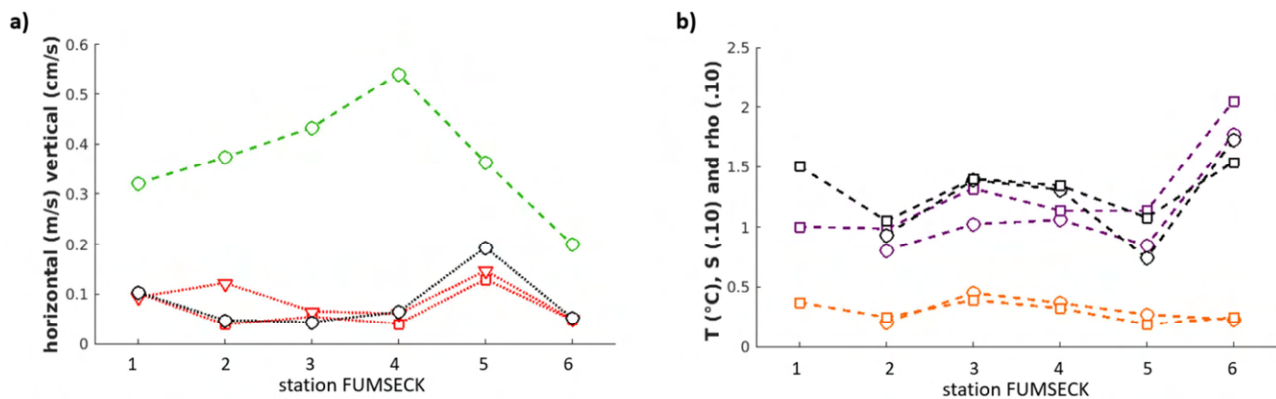 a)
horizontal (m/s) vertical (cm/s)
0.6
0.5
0.4
0.3
0.2
0.1
0
1 2 3 4 5 6
station FUMSECK
b)
T (°C), S (.10) and rho (.10)
2.5
2
1.5
1
0.5
0
1 2 3 4 5 6
station FUMSECK